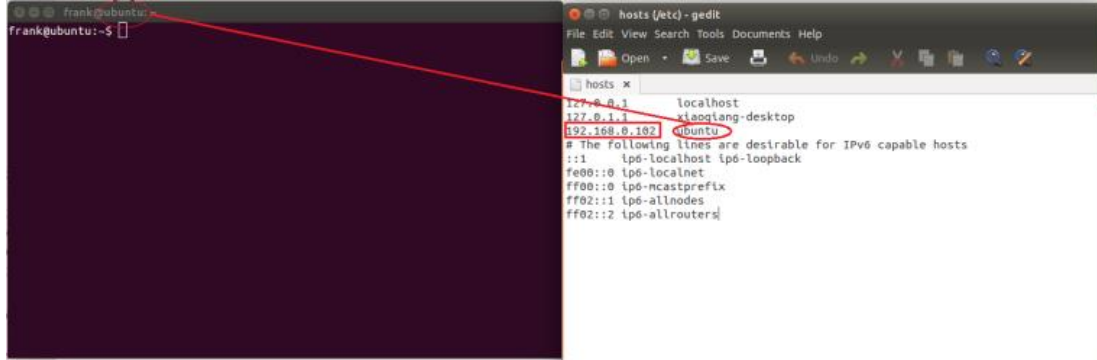 frank@ubuntu: ~
frank@ubuntu:~$
hosts (/etc) - gedit
File Edit View Search Tools Documents Help
Open Save Undo
hosts ×
127.0.0.1 localhost
127.0.1.1 xiaoqiang-desktop
192.168.0.102 ubuntu
# The following lines are desirable for IPv6 capable hosts
::1 ip6-localhost ip6-loopback
fe00::0 ip6-localnet
ff00::0 ip6-mcastprefix
ff02::1 ip6-allnodes
ff02::2 ip6-allrouters